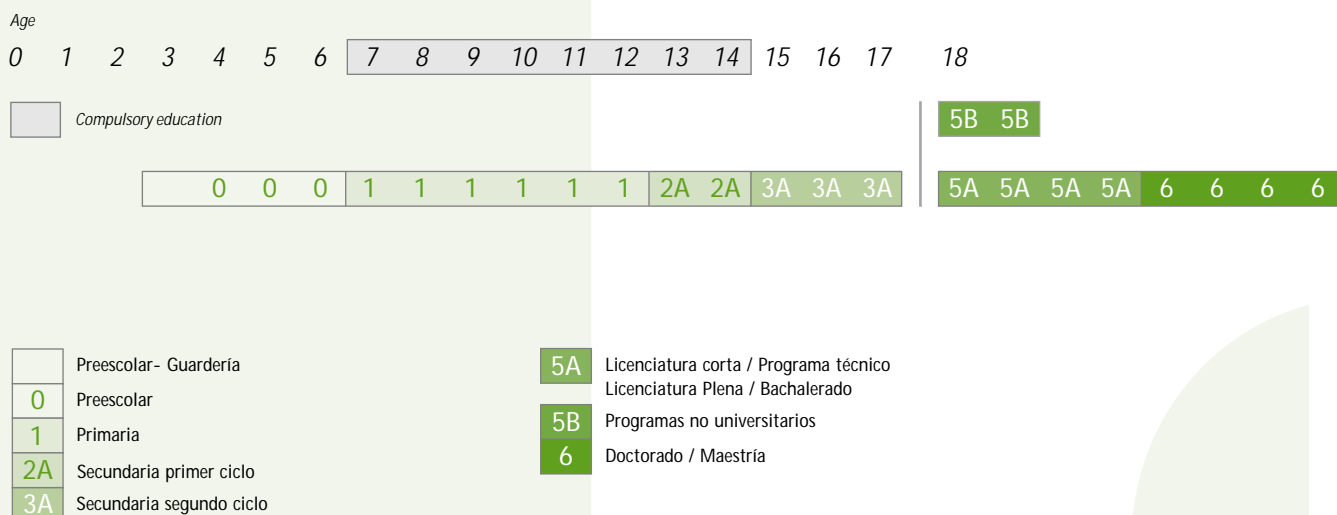 Age
0 1 2 3 4 5 6 7 8 9 10 11 12 13 14 15 16 17 18
Compulsory education
5B 5B
0 0 0 1 1 1 1 1 1 2A 2A 3A 3A 3A 5A 5A 5A 5A 6 6 6 6
Preescolar- Guardería
0 Preescolar
1 Primaria
2A Secundaria primer ciclo
3A Secundaria segundo ciclo
5A Licenciatura corta / Programa técnico
Licenciatura Plena / Bachalerado
5B Programas no universitarios
6 Doctorado / Maestría